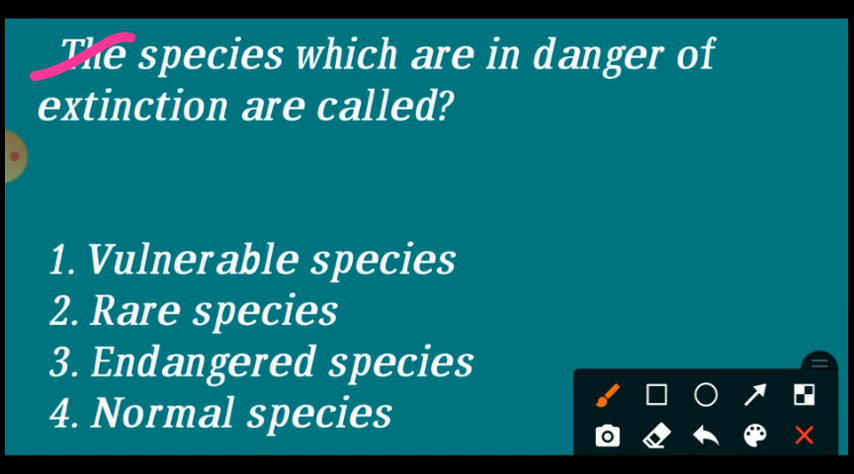 The species which are in danger of
extinction are called?
1. Vulnerable species
2. Rare species
3. Endangered species
4. Normal species